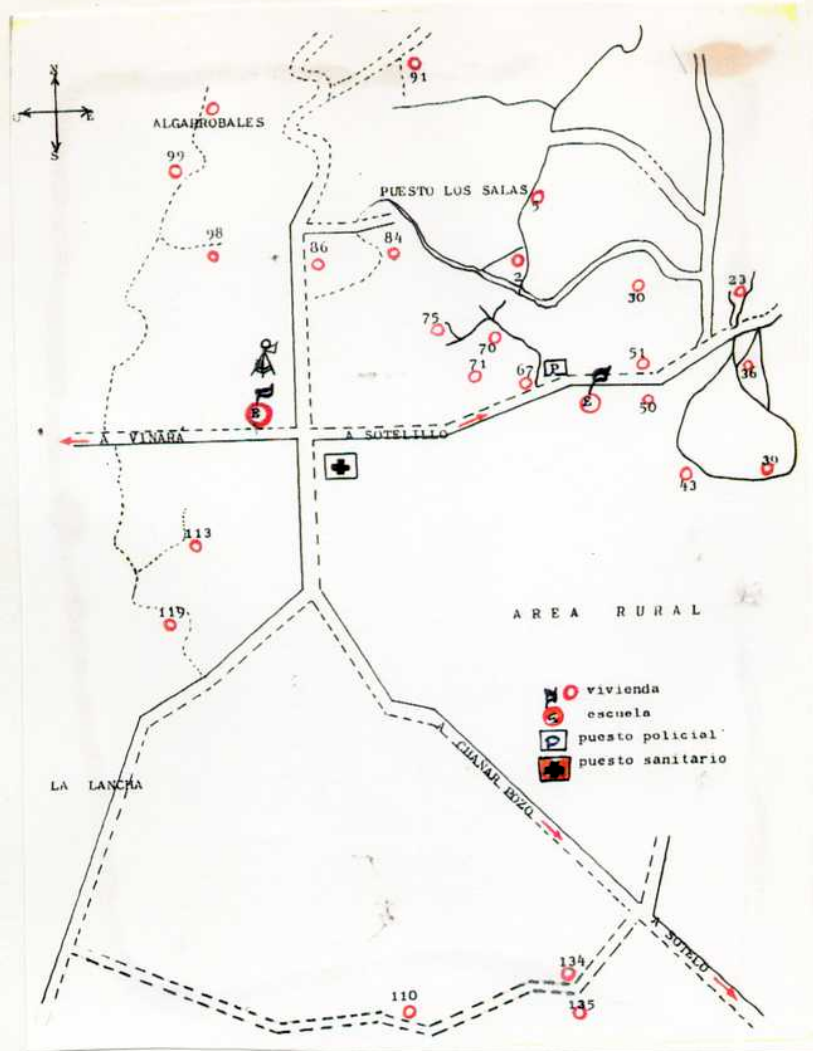 N
O E
S
91
ALGARROBALES
99
PUESTO LOS SALAS
5
98
86
84
2
30
23
75
70
51
36
71
67
P
E
50
E
A VINARA
A SOTELILLO
43
39
113
119
AREA RURAL
vivienda
escuela
P puesto policial
puesto sanitario
LA LANCHA
A CHAÑAR POZO
A SOTELO
134
110
135